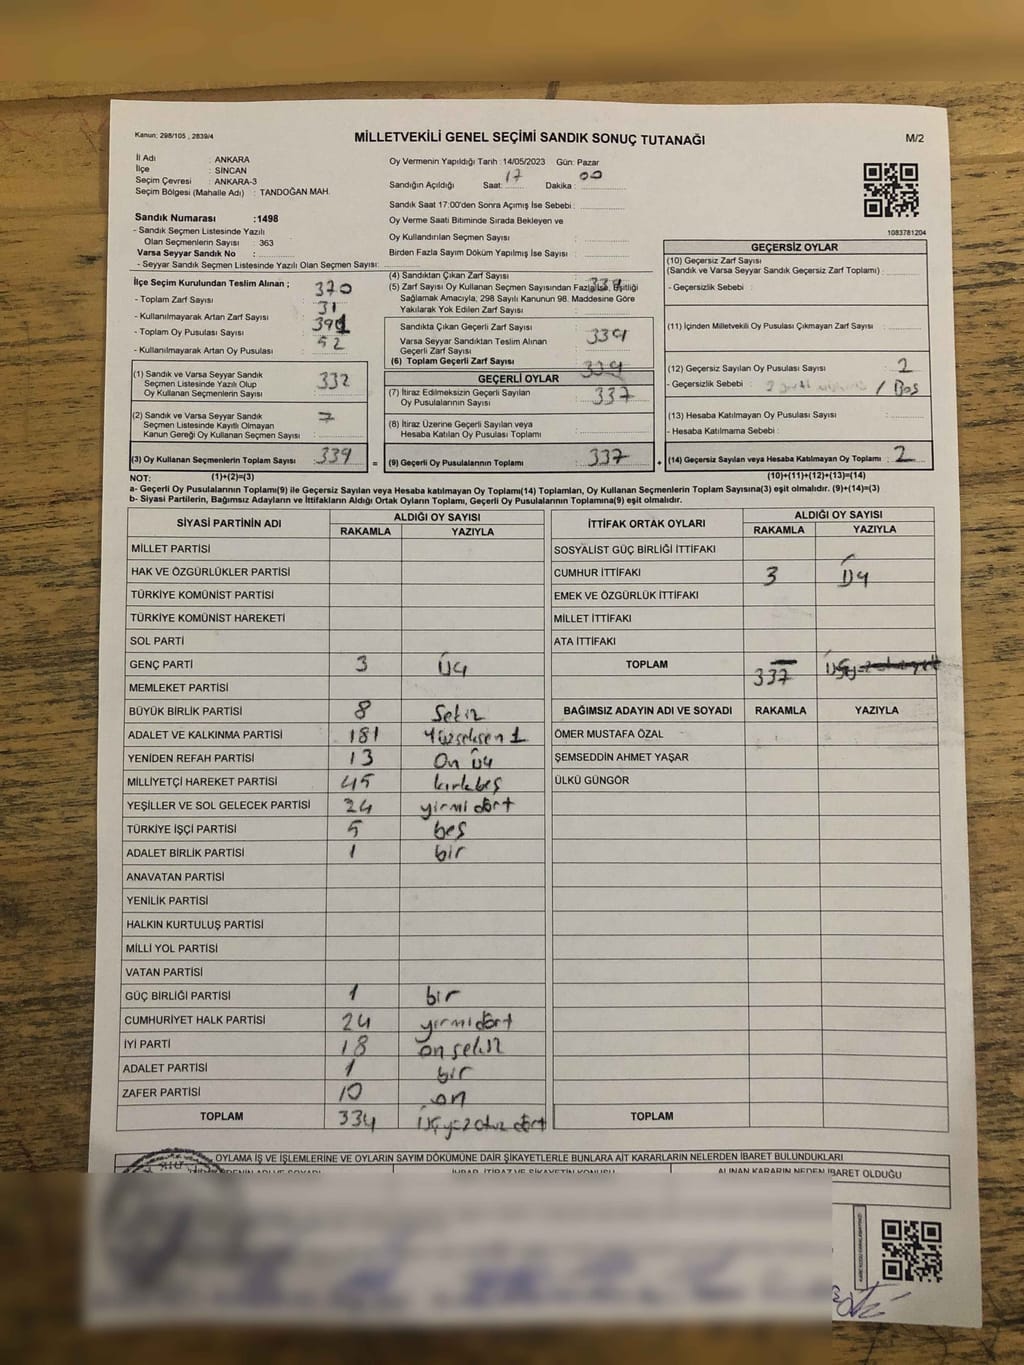 Kanun; 298/105 , 2839/4
MİLLETVEKİLİ GENEL SEÇİMİ SANDIK SONUÇ TUTANAĞI
M/2
İl Adı : ANKARA
İlçe : SİNCAN
Seçim Çevresi : ANKARA-3
Seçim Bölgesi (Mahalle Adı) : TANDOĞAN MAH.
Sandık Numarası :1498
- Sandık Seçmen Listesinde Yazılı
Olan Seçmenlerin Sayısı : 363
Varsa Seyyar Sandık No :
- Seyyar Sandık Seçmen Listesinde Yazılı Olan Seçmen Sayısı:
Oy Vermenin Yapıldığı Tarih :14/05/2023 Gün: Pazar
Sandığın Açıldığı Saat: 17 Dakika : 00
Sandık Saat 17:00'den Sonra Açımış İse Sebebi :
Oy Verme Saati Bitiminde Sırada Bekleyen ve
Oy Kullandırılan Seçmen Sayısı :
Birden Fazla Sayım Döküm Yapılmış İse Sayısı :
1083781204
İlçe Seçim Kurulundan Teslim Alınan ;
- Toplam Zarf Sayısı : 370
- Kullanılmayarak Artan Zarf Sayısı : 31
- Toplam Oy Pusulası Sayısı :
- Kullanılmayarak Artan Oy Pusulası : 52
(1) Sandık ve Varsa Seyyar Sandık
Seçmen Listesinde Yazılı Olup
Oy Kullanan Seçmenlerin Sayısı : 332
(2) Sandık ve Varsa Seyyar Sandık
Seçmen Listesinde Kayıtlı Olmayan
Kanun Gereği Oy Kullanan Seçmen Sayısı : 7
(3) Oy Kullanan Seçmenlerin Toplam Sayısı 339
(4) Sandıktan Çıkan Zarf Sayısı : 339
(5) Zarf Sayısı Oy Kullanan Seçmen Sayısından Fazla İse, Eşitliği
Sağlamak Amacıyla, 298 Sayılı Kanunun 98. Maddesine Göre
Yakılarak Yok Edilen Zarf Sayısı :
Sandıkta Çıkan Geçerli Zarf Sayısı : 339
Varsa Seyyar Sandıktan Teslim Alınan
Geçerli Zarf Sayısı :
(6) Toplam Geçerli Zarf Sayısı : 339
GEÇERLİ OYLAR
(7) İtiraz Edilmeksizin Geçerli Sayılan
Oy Pusulalarının Sayısı : 337
(8) İtiraz Üzerine Geçerli Sayılan veya
Hesaba Katılan Oy Pusulası Toplamı :
= (9) Geçerli Oy Pusulalarının Toplamı : 337
GEÇERSİZ OYLAR
(10) Geçersiz Zarf Sayısı
(Sandık ve Varsa Seyyar Sandık Geçersiz Zarf Toplamı) :
- Geçersizlik Sebebi :
(11) İçinden Milletvekili Oy Pusulası Çıkmayan Zarf Sayısı :
(12) Geçersiz Sayılan Oy Pusulası Sayısı : 2
- Geçersizlik Sebebi : / Boş
(13) Hesaba Katılmayan Oy Pusulası Sayısı :
- Hesaba Katılmama Sebebi :
+ (14) Geçersiz Sayılan veya Hesaba Katılmayan Oy Toplamı : 2
NOT: (1)+(2)=(3) (10)+(11)+(12)+(13)=(14)
a- Geçerli Oy Pusulalarının Toplamı(9) ile Geçersiz Sayılan veya Hesaba katılmayan Oy Toplamı(14) Toplamları, Oy Kullanan Seçmenlerin Toplam Sayısına(3) eşit olmalıdır. (9)+(14)=(3)
b- Siyasi Partilerin, Bağımsız Adayların ve İttifakların Aldığı Ortak Oyların Toplamı, Geçerli Oy Pusulalarının Toplamına(9) eşit olmalıdır.
SİYASİ PARTİNİN ADI ALDIĞI OY SAYISI
RAKAMLA YAZIYLA
MİLLET PARTİSİ
HAK VE ÖZGÜRLÜKLER PARTİSİ
TÜRKİYE KOMÜNİST PARTİSİ
TÜRKİYE KOMÜNİST HAREKETİ
SOL PARTİ
GENÇ PARTİ 3 Üç
MEMLEKET PARTİSİ
BÜYÜK BİRLİK PARTİSİ 8 Sekiz
ADALET VE KALKINMA PARTİSİ 181 Yüzseksen 1
YENİDEN REFAH PARTİSİ 13 On üç
MİLLİYETÇİ HAREKET PARTİSİ 45 kırkbeş
YEŞİLLER VE SOL GELECEK PARTİSİ 24 yirmi dört
TÜRKİYE İŞÇİ PARTİSİ 5 beş
ADALET BİRLİK PARTİSİ 1 bir
ANAVATAN PARTİSİ
YENİLİK PARTİSİ
HALKIN KURTULUŞ PARTİSİ
MİLLİ YOL PARTİSİ
VATAN PARTİSİ
GÜÇ BİRLİĞİ PARTİSİ 1 bir
CUMHURİYET HALK PARTİSİ 24 yirmidört
İYİ PARTİ 18 on sekiz
ADALET PARTİSİ 1 bir
ZAFER PARTİSİ 10 on
TOPLAM 334 üçyüz otuz dört
İTTİFAK ORTAK OYLARI ALDIĞI OY SAYISI
RAKAMLA YAZIYLA
SOSYALİST GÜÇ BİRLİĞİ İTTİFAKI
CUMHUR İTTİFAKI 3 Üç
EMEK VE ÖZGÜRLÜK İTTİFAKI
MİLLET İTTİFAKI
ATA İTTİFAKI
TOPLAM 337
BAĞIMSIZ ADAYIN ADI VE SOYADI RAKAMLA YAZIYLA
ÖMER MUSTAFA ÖZAL
ŞEMSEDDİN AHMET YAŞAR
ÜLKÜ GÜNGÖR
TOPLAM
OYLAMA İŞ VE İŞLEMLERİNE VE OYLARIN SAYIM DÖKÜMÜNE DAİR ŞİKAYETLERLE BUNLARA AİT KARARLARIN NELERDEN İBARET BULUNDUKLARI
İHBAR, İTİRAZ VE ŞİKAYETİN KONUSU ALINAN KARARIN NEDEN İBARET OLDUĞU